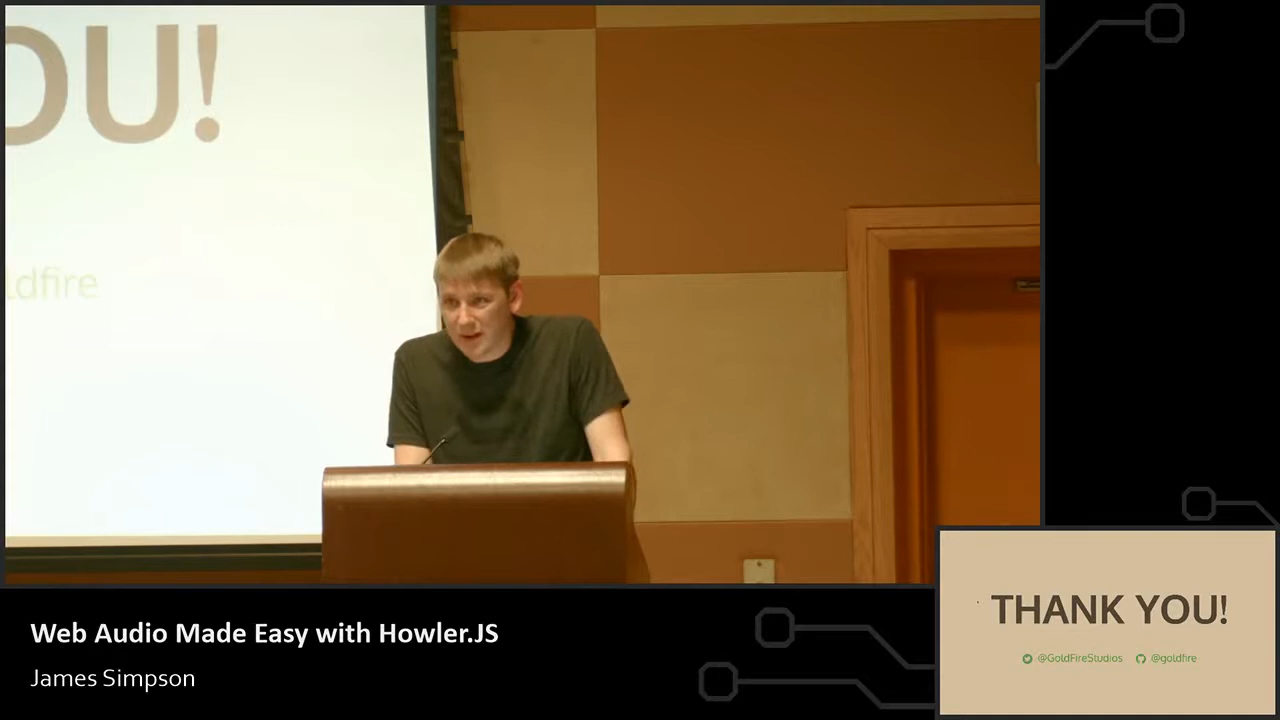 OU!
ldfire
Web Audio Made Easy with Howler.JS
James Simpson
THANK YOU!
@GoldFireStudios @goldfire